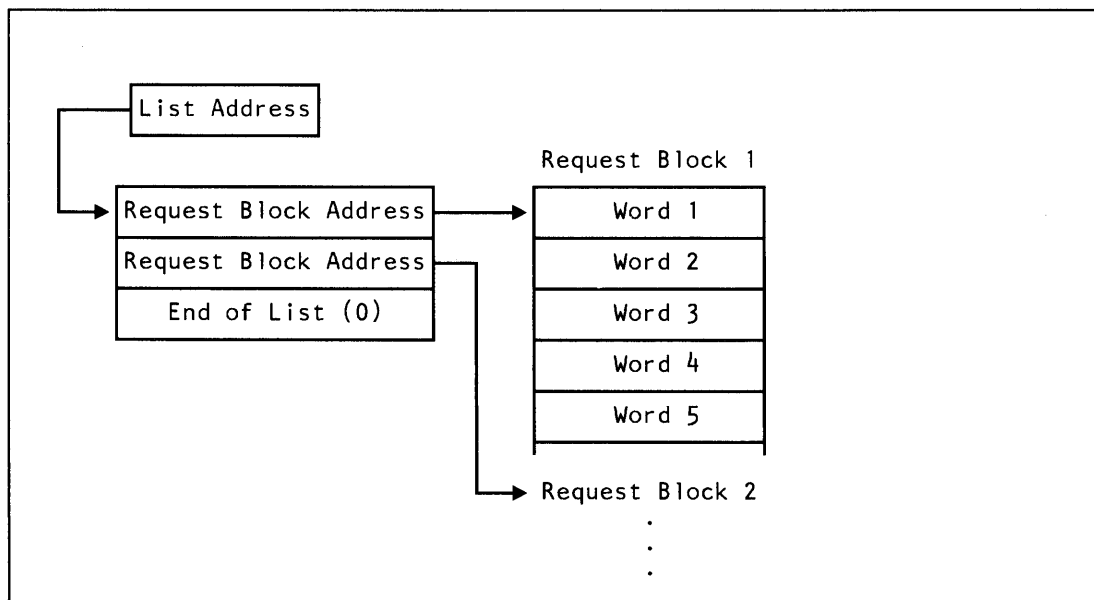 List Address
Request Block Address
Request Block Address
End of List (0)
Request Block 1
Word 1
Word 2
Word 3
Word 4
Word 5
Request Block 2
.
.
.